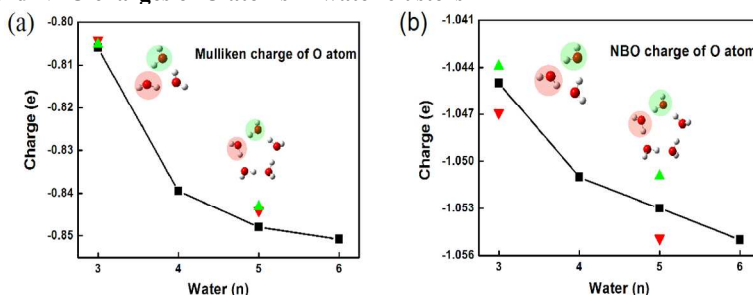 (a)
Mulliken charge of O atom
Charge (e)
-0.80
-0.81
-0.82
-0.83
-0.84
-0.85
3 4 5 6
Water (n)
(b)
NBO charge of O atom
Charge (e)
-1.041
-1.044
-1.047
-1.050
-1.053
-1.056
3 4 5 6
Water (n)